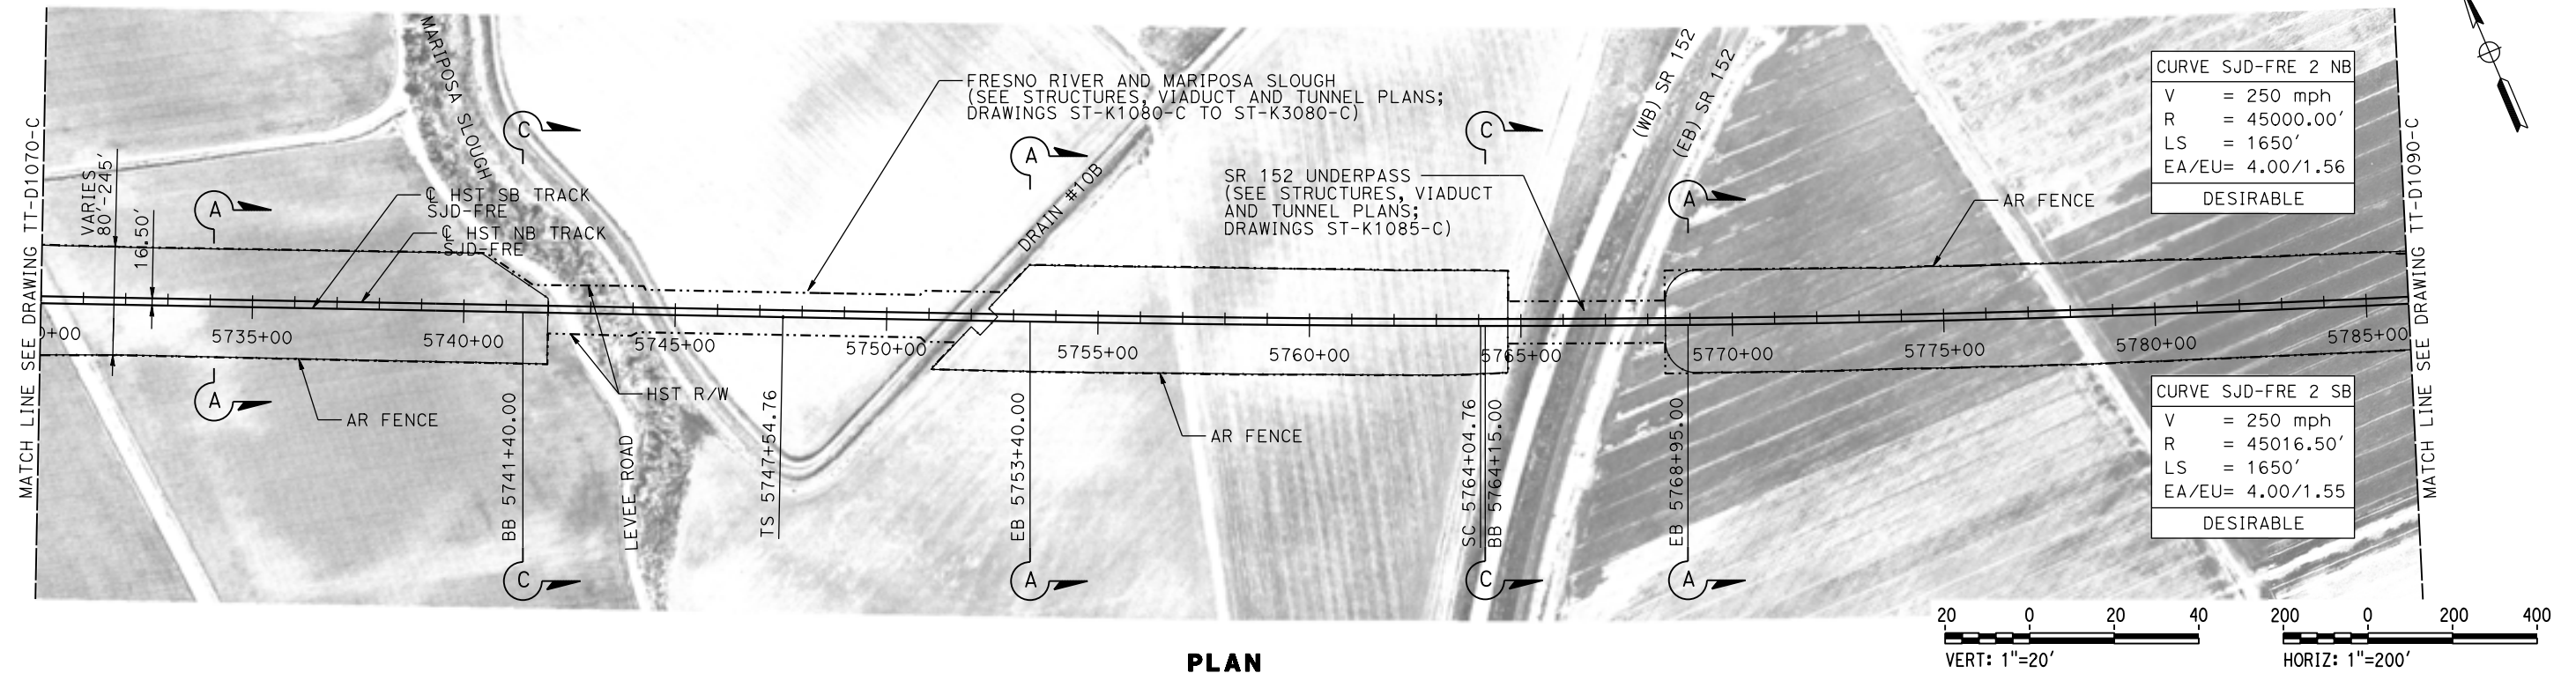 MATCH LINE SEE DRAWING TT-D1070-C
VARIES
80'-245'
16.50'
MARIPOSA SLOUGH
A
C
A
C
A
℄ HST SB TRACK
SJD-FRE
℄ HST NB TRACK
SJD-FRE
FRESNO RIVER AND MARIPOSA SLOUGH
(SEE STRUCTURES, VIADUCT AND TUNNEL PLANS;
DRAWINGS ST-K1080-C TO ST-K3080-C)
DRAIN #10B
SR 152 UNDERPASS
(SEE STRUCTURES, VIADUCT
AND TUNNEL PLANS;
DRAWINGS ST-K1085-C)
(WB) SR 152
(EB) SR 152
AR FENCE
CURVE SJD-FRE 2 NB
V = 250 mph
R = 45000.00'
LS = 1650'
EA/EU= 4.00/1.56
DESIRABLE
MATCH LINE SEE DRAWING TT-D1090-C
0+00
5735+00
5740+00
5745+00
5750+00
5755+00
5760+00
5765+00
5770+00
5775+00
5780+00
5785+00
AR FENCE
HST R/W
AR FENCE
BB 5741+40.00
LEVEE ROAD
TS 5747+54.76
EB 5753+40.00
SC 5764+04.76
BB 5764+15.00
EB 5768+95.00
CURVE SJD-FRE 2 SB
V = 250 mph
R = 45016.50'
LS = 1650'
EA/EU= 4.00/1.55
DESIRABLE
A
C
A
C
A
PLAN
20 0 20 40
VERT: 1"=20'
200 0 200 400
HORIZ: 1"=200'